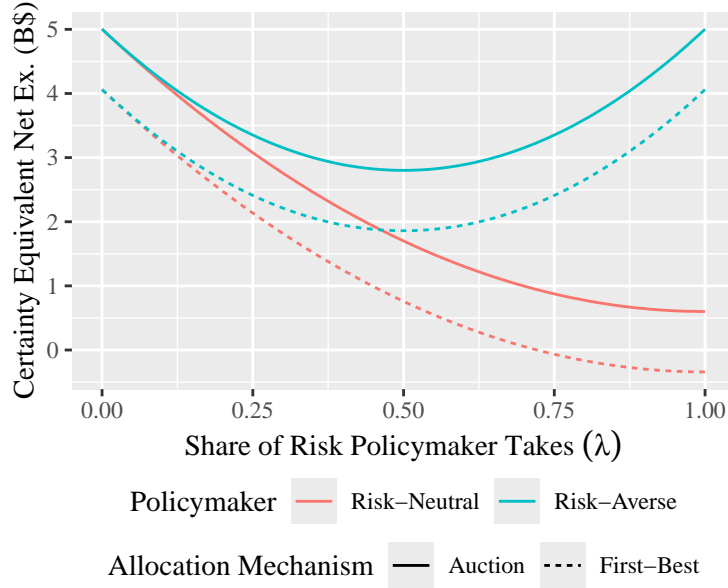 Certainty Equivalent Net Ex. (B$)
5
4
3
2
1
0
0.00 0.25 0.50 0.75 1.00
Share of Risk Policymaker Takes (λ)
Policymaker Risk−Neutral Risk−Averse
Allocation Mechanism Auction First−Best